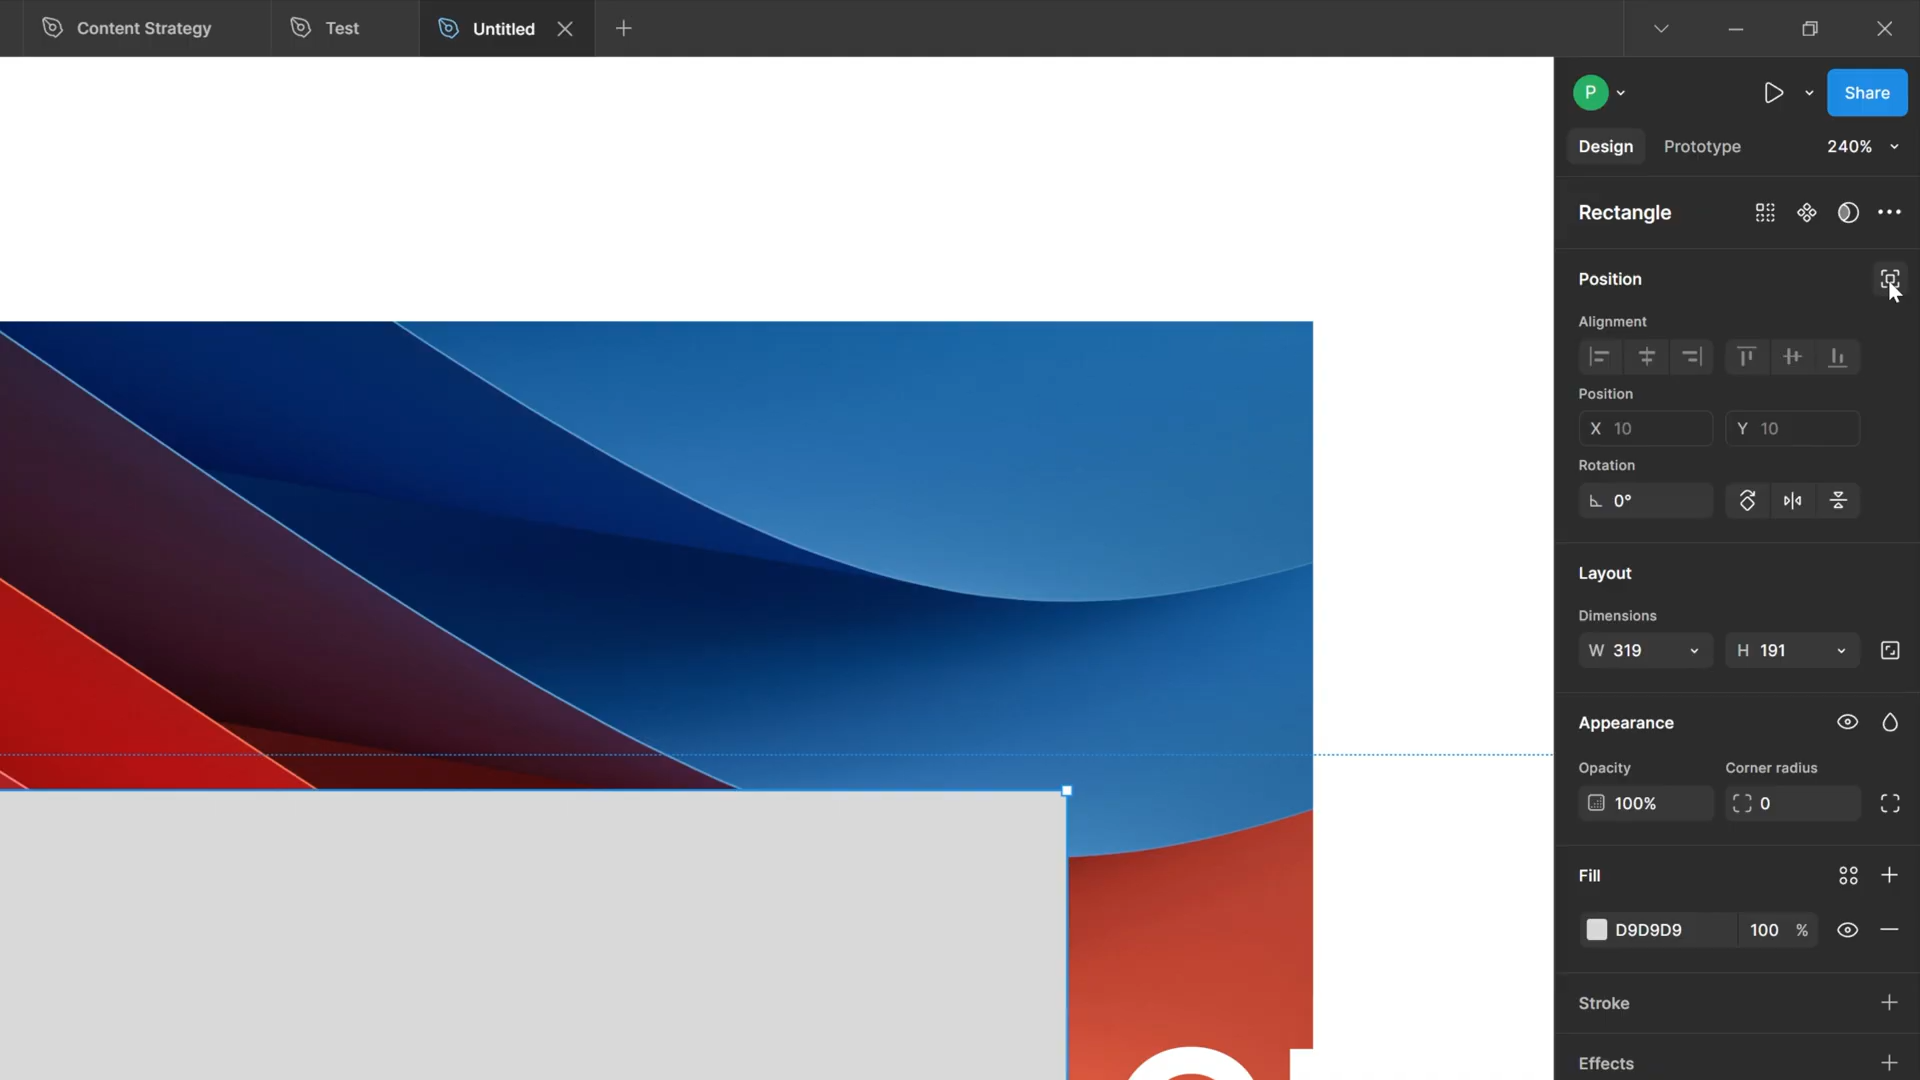 Content Strategy
Test
Untitled
P
Share
Design
Prototype
240%
Rectangle
Position
Alignment
Position
X 10
Y 10
Rotation
0°
Layout
Dimensions
W 319
H 191
Appearance
Opacity
Corner radius
100%
0
Fill
D9D9D9
100 %
Stroke
Effects